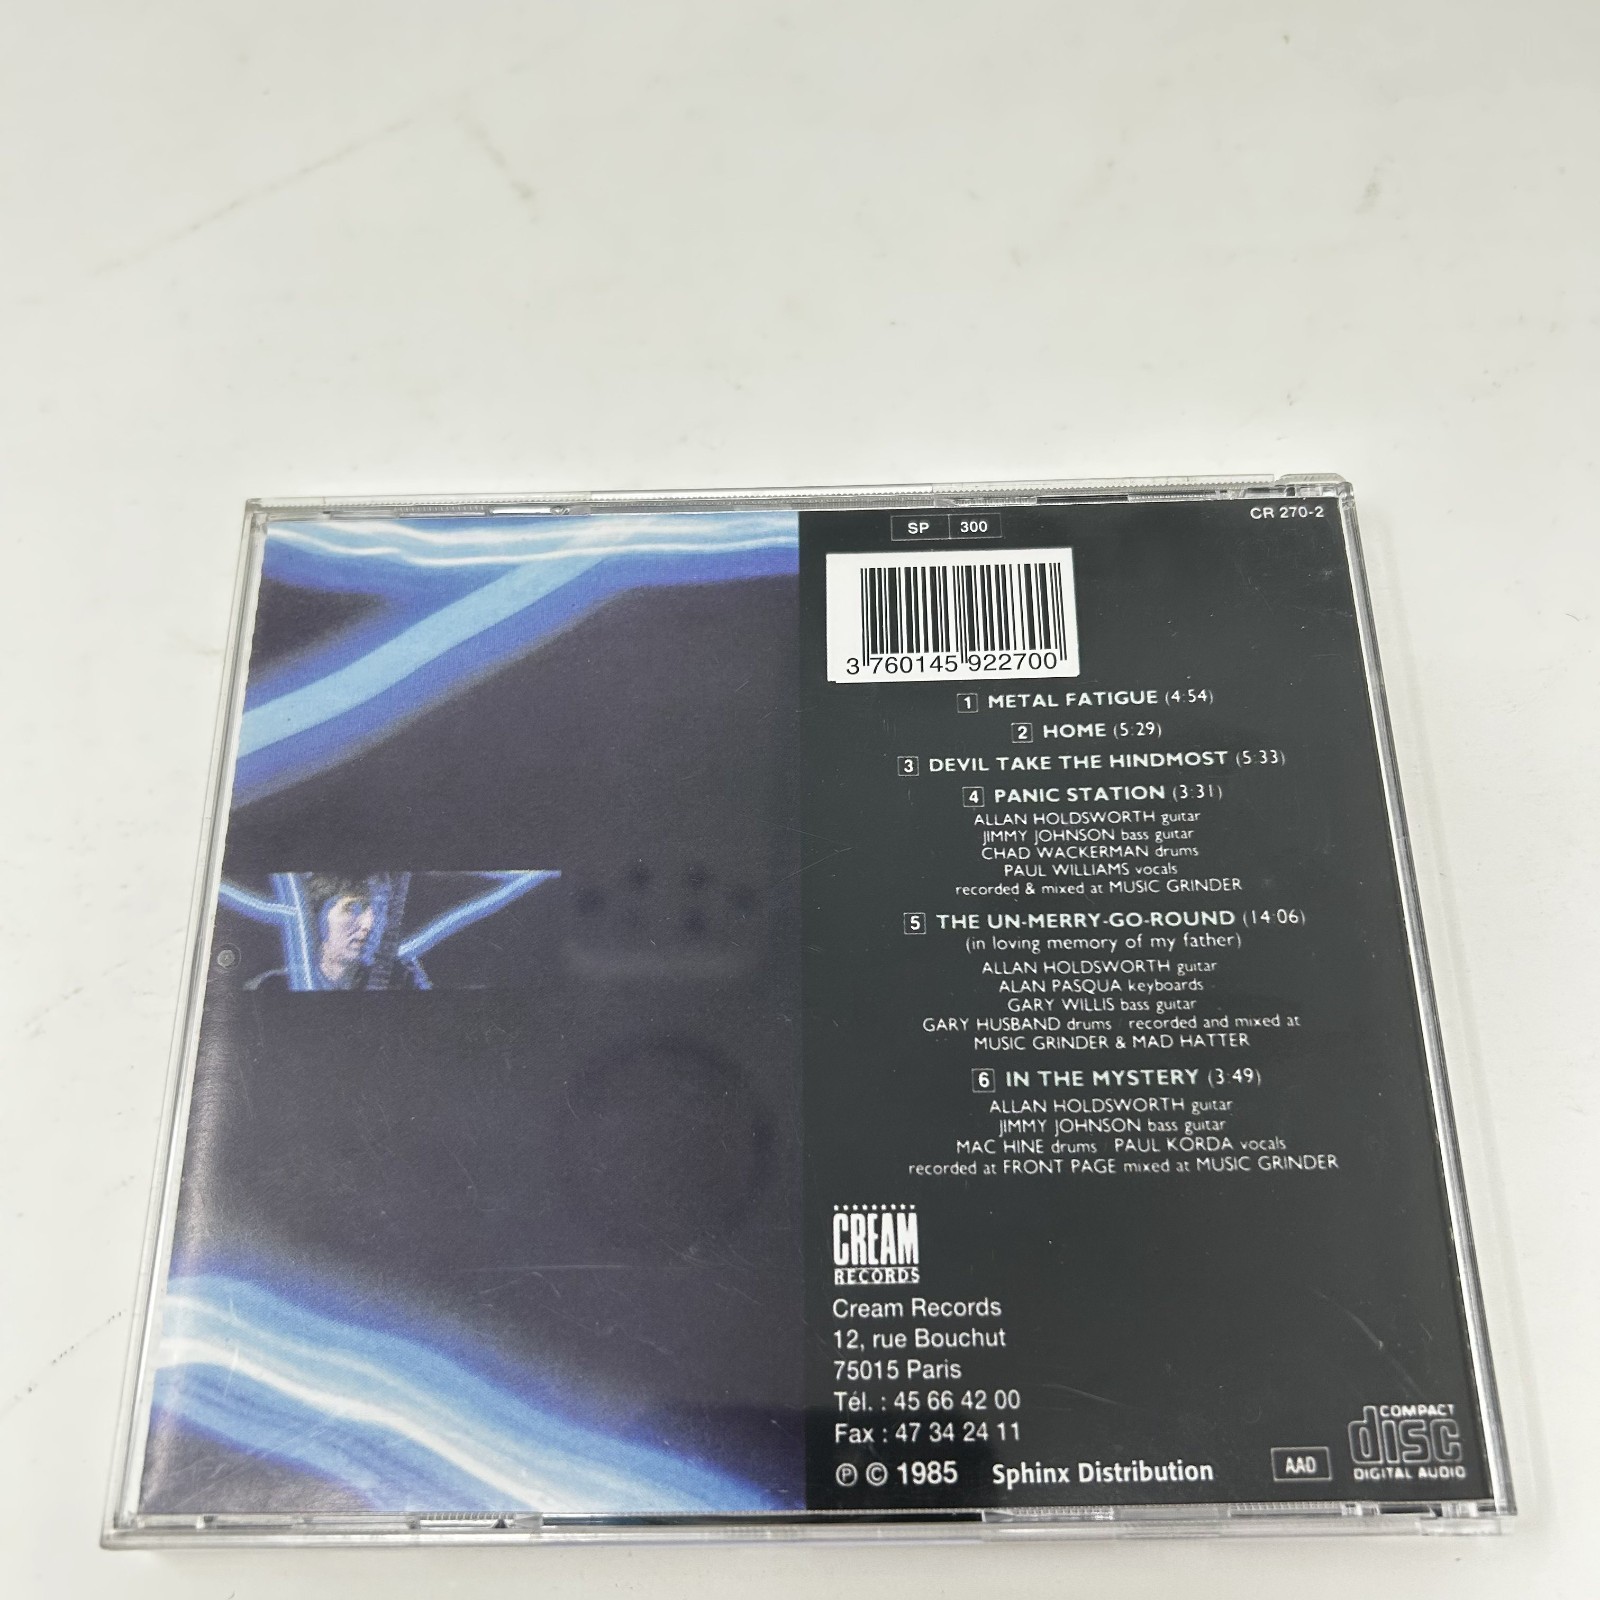 SP 300
CR 270-2
3 760145 922700
1 METAL FATIGUE (4:54)
2 HOME (5:29)
3 DEVIL TAKE THE HINDMOST (5:33)
4 PANIC STATION (3:31)
ALLAN HOLDSWORTH guitar
JIMMY JOHNSON bass guitar
CHAD WACKERMAN drums
PAUL WILLIAMS vocals
recorded & mixed at MUSIC GRINDER
5 THE UN-MERRY-GO-ROUND (14:06)
(in loving memory of my father)
ALLAN HOLDSWORTH guitar
ALAN PASQUA keyboards
GARY WILLIS bass guitar
GARY HUSBAND drums / recorded and mixed at
MUSIC GRINDER & MAD HATTER
6 IN THE MYSTERY (3:49)
ALLAN HOLDSWORTH guitar
JIMMY JOHNSON bass guitar
MAC HINE drums / PAUL KORDA vocals
recorded at FRONT PAGE mixed at MUSIC GRINDER
CREAM
RECORDS
Cream Records
12, rue Bouchut
75015 Paris
Tél. : 45 66 42 00
Fax : 47 34 24 11
℗ © 1985 Sphinx Distribution
AAD
COMPACT
disc
DIGITAL AUDIO